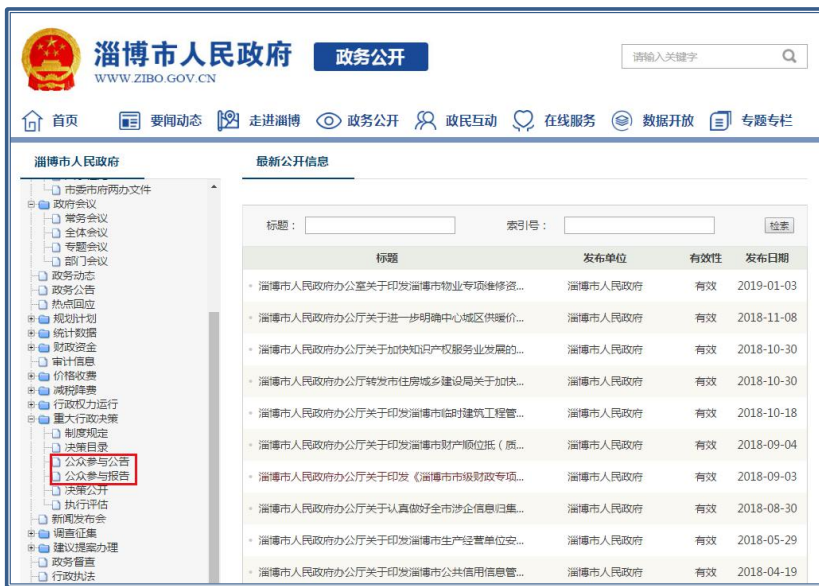 淄博市人民政府 政务公开
WWW.ZIBO.GOV.CN
请输入关键字
首页 要闻动态 走进淄博 政务公开 政民互动 在线服务 数据开放 专题专栏
淄博市人民政府
市委市府两办文件
政府会议
常务会议
全体会议
专题会议
部门会议
政务动态
政务公告
热点回应
规划计划
统计数据
财政资金
审计信息
价格收费
减税降费
行政权力运行
重大行政决策
制度规定
决策目录
公众参与公告
公众参与报告
决策公开
执行评估
新闻发布会
调查征集
建议提案办理
政务督查
行政执法
最新公开信息
标题： 索引号： 检索
标题 发布单位 有效性 发布日期
淄博市人民政府办公室关于印发淄博市物业专项维修资... 淄博市人民政府 有效 2019-01-03
淄博市人民政府办公厅关于进一步明确中心城区供暖价... 淄博市人民政府 有效 2018-11-08
淄博市人民政府办公厅关于加快知识产权服务业发展的... 淄博市人民政府 有效 2018-10-30
淄博市人民政府办公厅转发市住房城乡建设局关于加快... 淄博市人民政府 有效 2018-10-30
淄博市人民政府办公厅关于印发淄博市临时建筑工程管... 淄博市人民政府 有效 2018-10-18
淄博市人民政府办公厅关于印发淄博市财产顺位抵（质... 淄博市人民政府 有效 2018-09-04
淄博市人民政府办公厅关于印发《淄博市市级财政专项... 淄博市人民政府 有效 2018-09-03
淄博市人民政府办公厅关于认真做好全市涉企信息归集... 淄博市人民政府 有效 2018-08-30
淄博市人民政府办公厅关于印发淄博市生产经营单位安... 淄博市人民政府 有效 2018-05-29
淄博市人民政府办公厅关于印发淄博市公共信用信息管... 淄博市人民政府 有效 2018-04-19